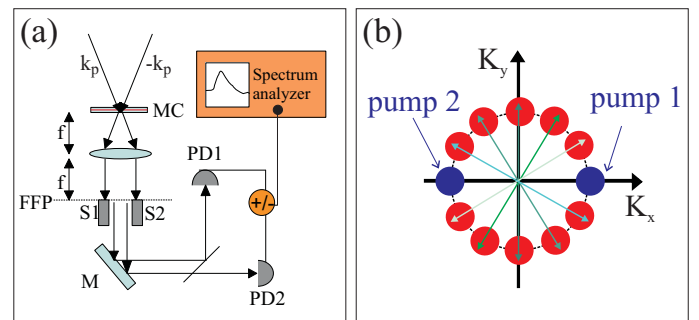 (a)
k_p
-k_p
MC
f
f
FFP
S1
S2
M
PD1
PD2
+/-
Spectrum
analyzer
(b)
K_y
pump 2
pump 1
K_x